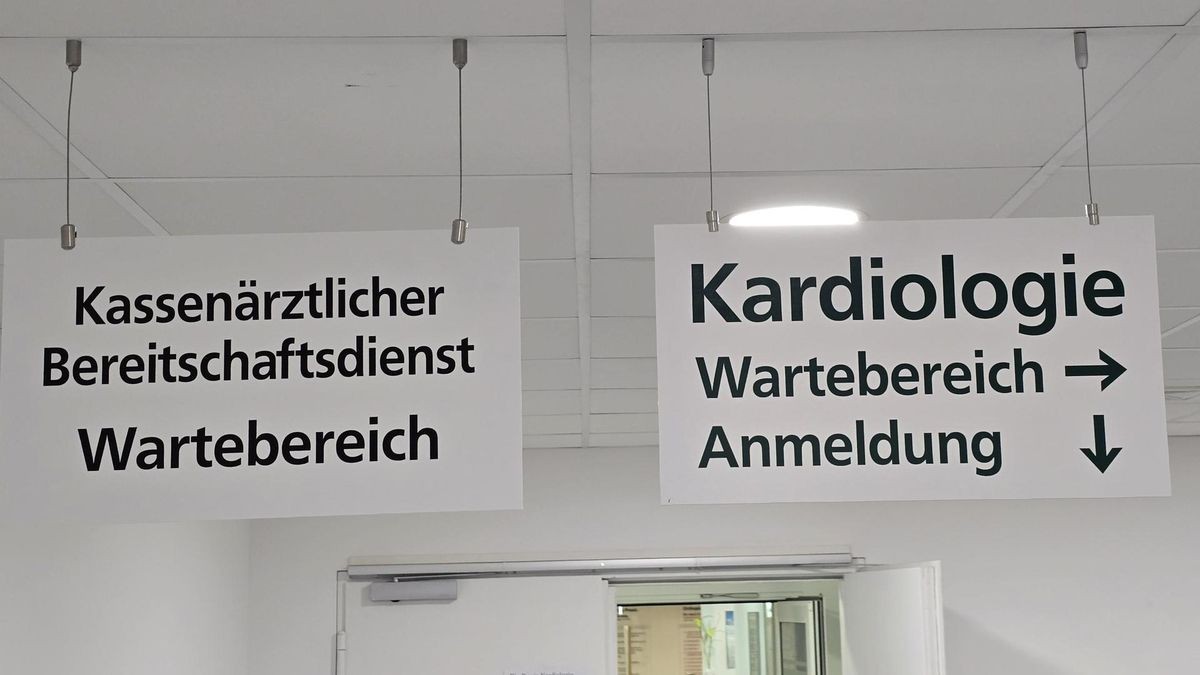 Kassenärztlicher
Bereitschaftsdienst
Wartebereich
Kardiologie
Wartebereich →
Anmeldung ↓